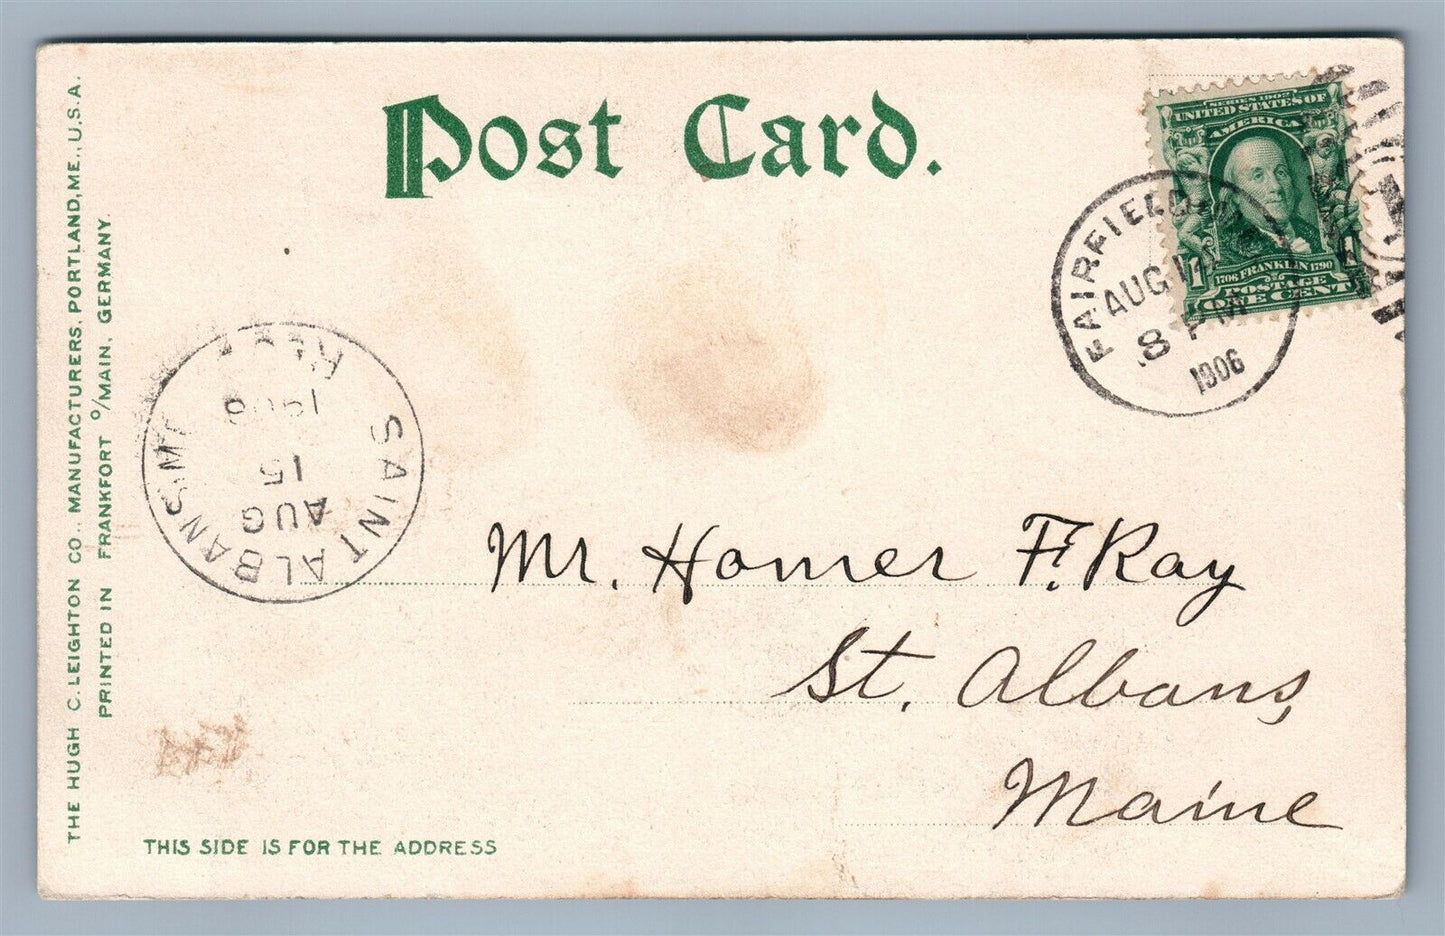 Post Card.
SERIES 1902
UNITED STATES OF
AMERICA
1706 FRANKLIN 1790
POSTAGE
1 ONE CENT
FAIRFIELD
AUG 14
8 PM
1906
THE HUGH C. LEIGHTON CO., MANUFACTURERS, PORTLAND, ME., U.S.A.
PRINTED IN FRANKFORT O/MAIN, GERMANY.
SAINT ALBANS, ME
AUG
15
1906
Mr. Homer F. Ray
St. Albans,
Maine
THIS SIDE IS FOR THE ADDRESS